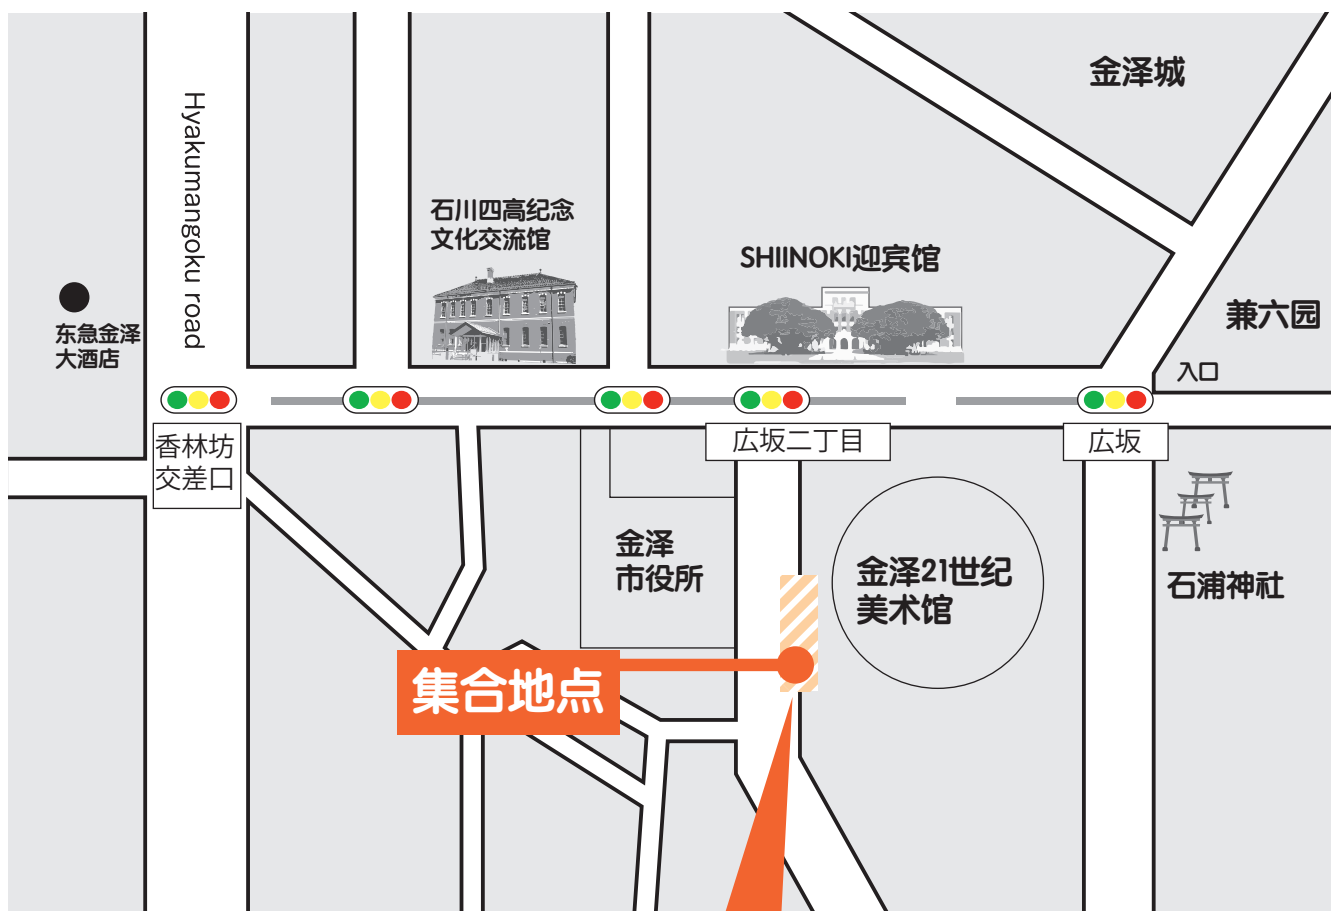 金泽城
Hyakumangoku road
石川四高纪念
文化交流馆
SHIINOKI迎宾馆
东急金泽
大酒店
兼六园
入口
香林坊
交差口
広坂二丁目
広坂
金泽
市役所
金泽21世纪
美术馆
石浦神社
集合地点